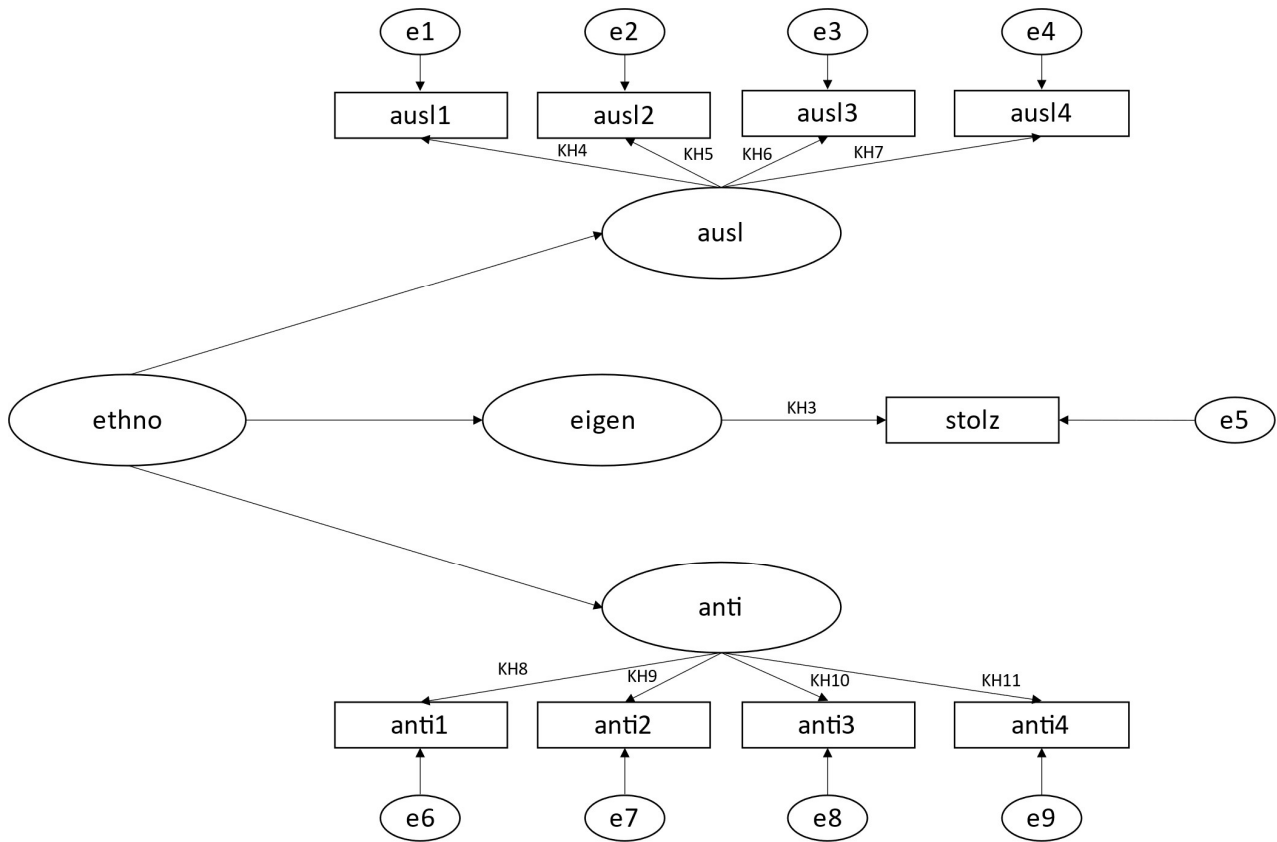 e1
e2
e3
e4
ausl1
ausl2
ausl3
ausl4
KH4
KH5
KH6
KH7
ausl
ethno
eigen
KH3
stolz
e5
anti
KH8
KH9
KH10
KH11
anti1
anti2
anti3
anti4
e6
e7
e8
e9